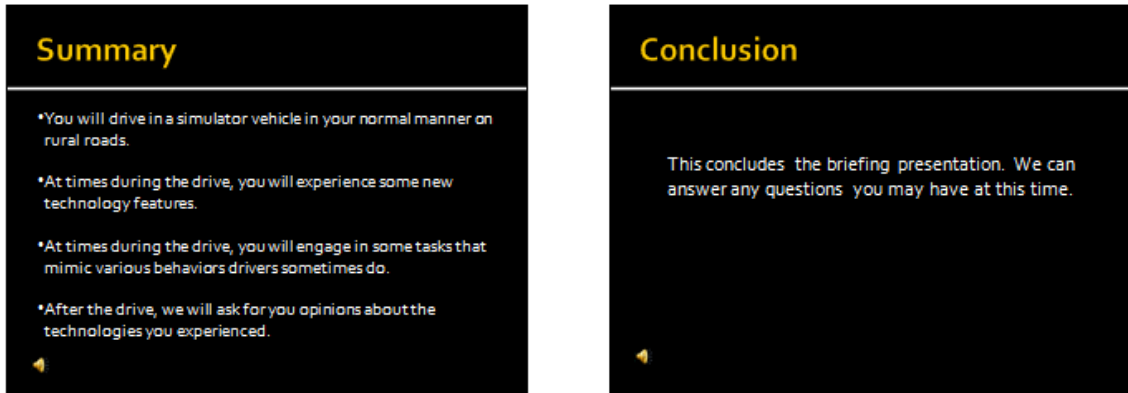 Summary
•You will drive in a simulator vehicle in your normal manner on
rural roads.
•At times during the drive, you will experience some new
technology features.
•At times during the drive, you will engage in some tasks that
mimic various behaviors drivers sometimes do.
•After the drive, we will ask for you opinions about the
technologies you experienced.
Conclusion
This concludes the briefing presentation. We can
answer any questions you may have at this time.